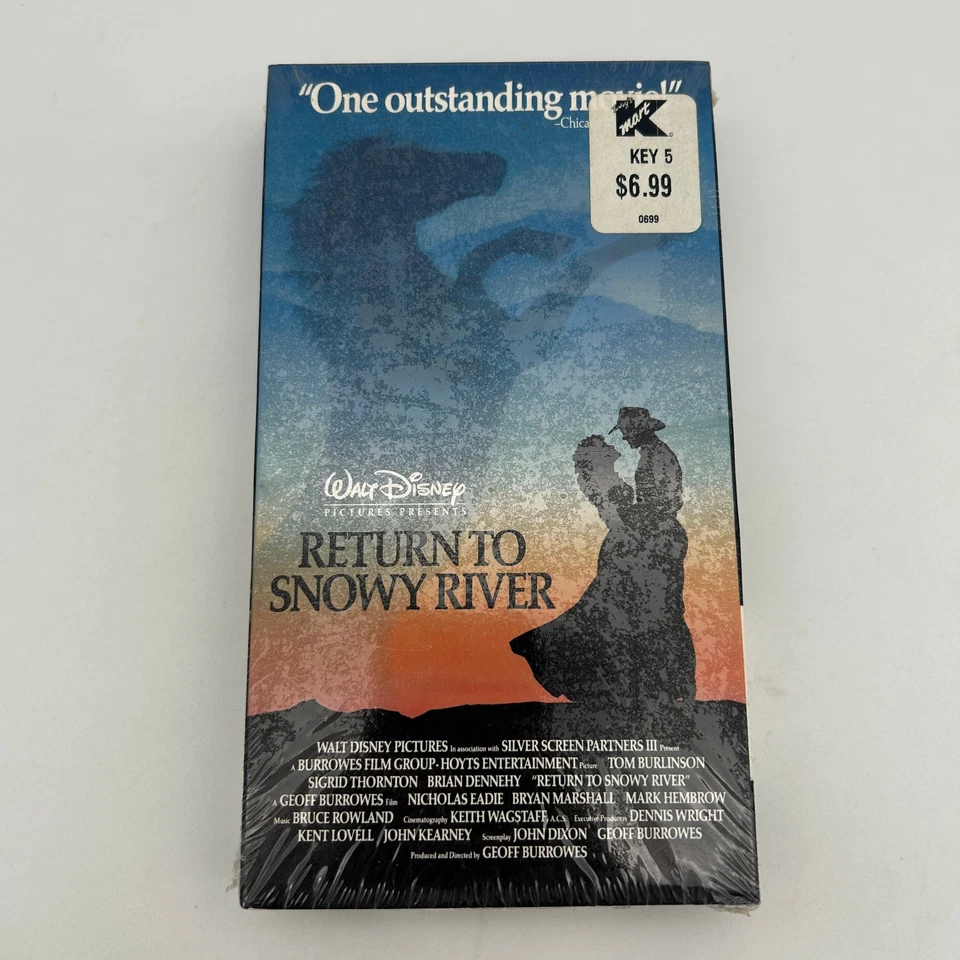 "One outstanding movie!"
-Chica
K
mart
KEY 5
$6.99
0699
WALT DISNEY
PICTURES PRESENTS
RETURN TO
SNOWY RIVER
WALT DISNEY PICTURES In association with SILVER SCREEN PARTNERS III Present
A BURROWES FILM GROUP-HOYTS ENTERTAINMENT Picture TOM BURLINSON
SIGRID THORNTON BRIAN DENNEHY "RETURN TO SNOWY RIVER"
A GEOFF BURROWES Film NICHOLAS EADIE BRYAN MARSHALL MARK HEMBROW
Music BRUCE ROWLAND Cinematography KEITH WAGSTAFF, A.C.S. Executive Producers DENNIS WRIGHT
KENT LOVELL JOHN KEARNEY Screenplay JOHN DIXON GEOFF BURROWES
Produced and Directed by GEOFF BURROWES